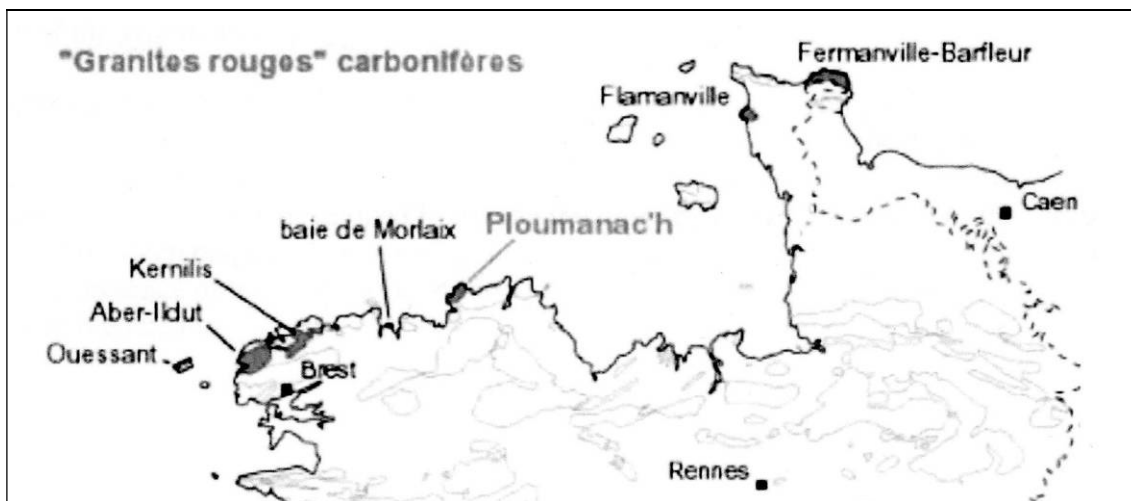 "Granites rouges" carbonifères
Fermanville-Barfleur
Flamanville
Caen
Ploumanac'h
baie de Morlaix
Kernilis
Aber-Ildut
Ouessant
Brest
Rennes